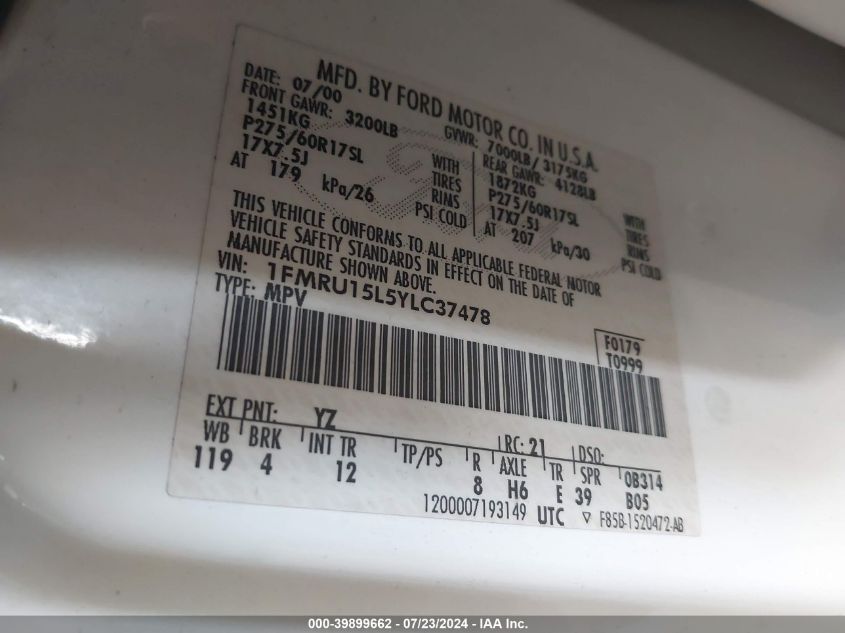 MFD. BY FORD MOTOR CO. IN U.S.A.
DATE: 07/00 GVWR: 7000LB/ 3175KG
FRONT GAWR: 3200LB REAR GAWR: 4128LB
1451KG WITH 1872KG WITH
P275/60R17SL TIRES P275/60R17SL TIRES
17X7.5J RIMS 17X7.5J RIMS
AT 179 kPa/26 PSI COLD AT 207 kPa/30 PSI COLD
THIS VEHICLE CONFORMS TO ALL APPLICABLE FEDERAL MOTOR
VEHICLE SAFETY STANDARDS IN EFFECT ON THE DATE OF
MANUFACTURE SHOWN ABOVE.
VIN: 1FMRU15L5YLC37478
TYPE: MPV
F0179
T0999
EXT PNT: YZ RC: 21 DSO:
WB BRK INT TR TP/PS R AXLE TR SPR 0B314
119 4 12 8 H6 E 39 B05
1200007193149 UTC ▽ F85B-1520472-AB
000-39899662 - 07/23/2024 - IAA Inc.